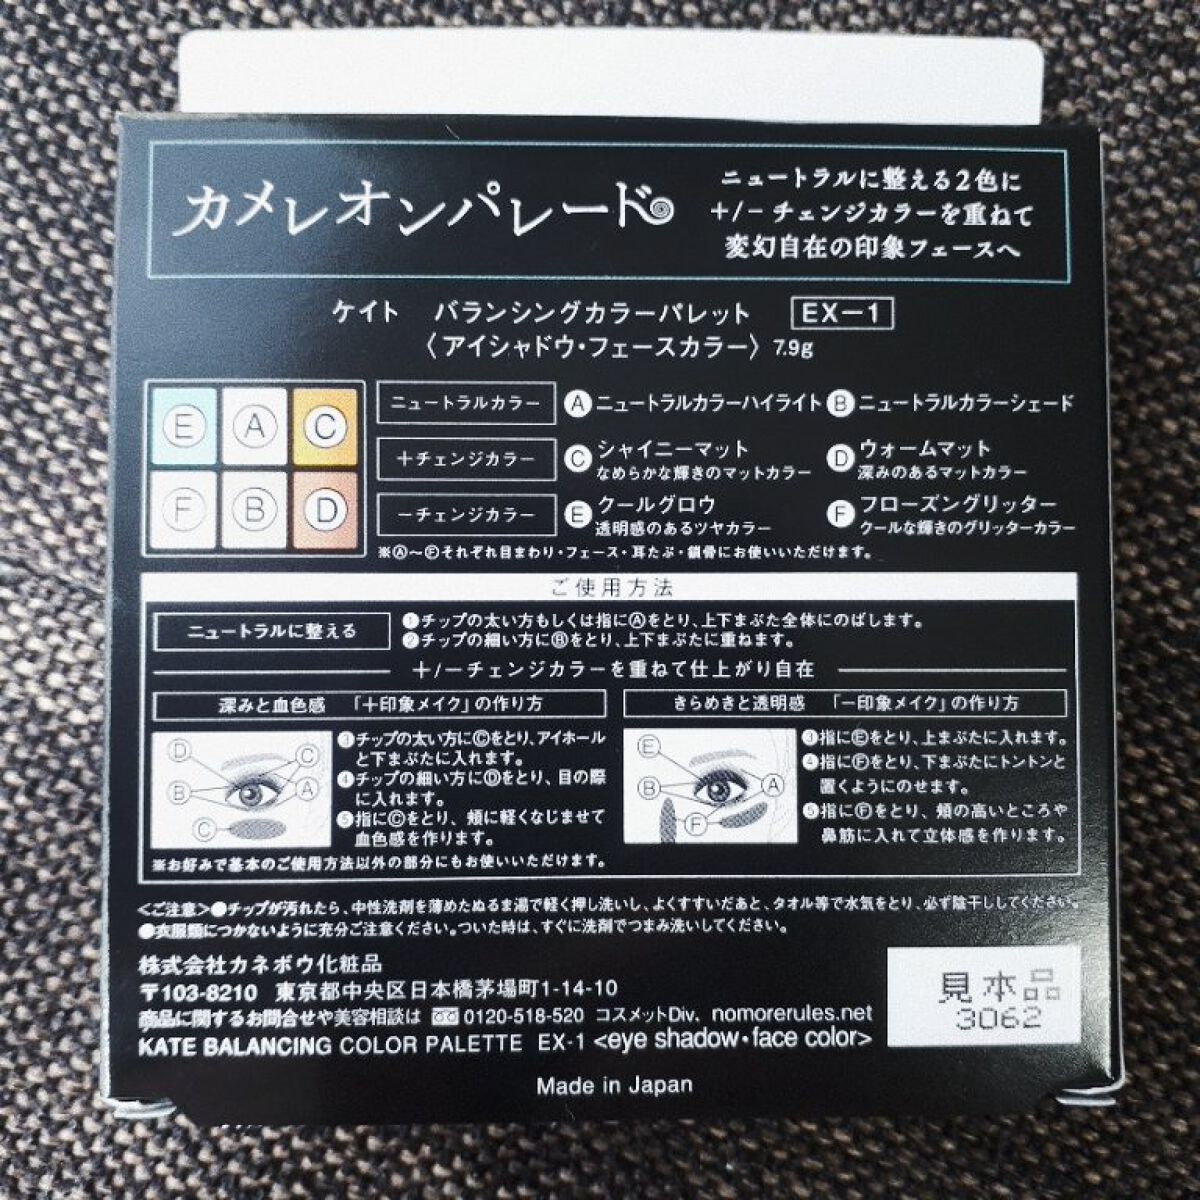 カメレオンパレード
ニュートラルに整える2色に
+/−チェンジカラーを重ねて
変幻自在の印象フェースへ
ケイト バランシングカラーパレット EX−1
〈アイシャドウ・フェースカラー〉 7.9g
E A C
F B D
ニュートラルカラー Ⓐニュートラルカラーハイライト Ⓑニュートラルカラーシェード
+チェンジカラー Ⓒシャイニーマット Ⓓウォームマット
なめらかな輝きのマットカラー 深みのあるマットカラー
−チェンジカラー Ⓔクールグロウ Ⓕフローズングリッター
透明感のあるツヤカラー クールな輝きのグリッターカラー
※Ⓐ〜Ⓕそれぞれ目まわり・フェース・耳たぶ・鎖骨にお使いいただけます。
ご使用方法
ニュートラルに整える
❶チップの太い方もしくは指にⒶをとり、上下まぶた全体にのばします。
❷チップの細い方にⒷをとり、上下まぶたに重ねます。
+/−チェンジカラーを重ねて仕上がり自在
深みと血色感 「+印象メイク」の作り方
D C
B A
C
❸チップの太い方にⒸをとり、アイホール
と下まぶたに入れます。
❹チップの細い方にⒹをとり、目の際
に入れます。
❺指にⒸをとり、頬に軽くなじませて
血色感を作ります。
※お好みで基本のご使用方法以外の部分にもお使いいただけます。
きらめきと透明感 「−印象メイク」の作り方
E
B A
F
❸指にⒺをとり、上まぶたに入れます。
❹指にⒻをとり、下まぶたにトントンと
置くようにのせます。
❺指にⒻをとり、頬の高いところや
鼻筋に入れて立体感を作ります。
<ご注意>●チップが汚れたら、中性洗剤を薄めたぬるま湯で軽く押し洗いし、よくすすいだあと、タオル等で水気をとり、必ず陰干ししてください。
●衣服類につかないように充分ご注意ください。ついた時は、すぐに洗剤でつまみ洗いしてください。
株式会社カネボウ化粧品
〒103-8210 東京都中央区日本橋茅場町1-14-10
商品に関するお問合せや美容相談は 0120-518-520 コスメットDiv. nomorerules.net
KATE BALANCING COLOR PALETTE EX-1 <eye shadow・face color>
見本品
3062
Made in Japan